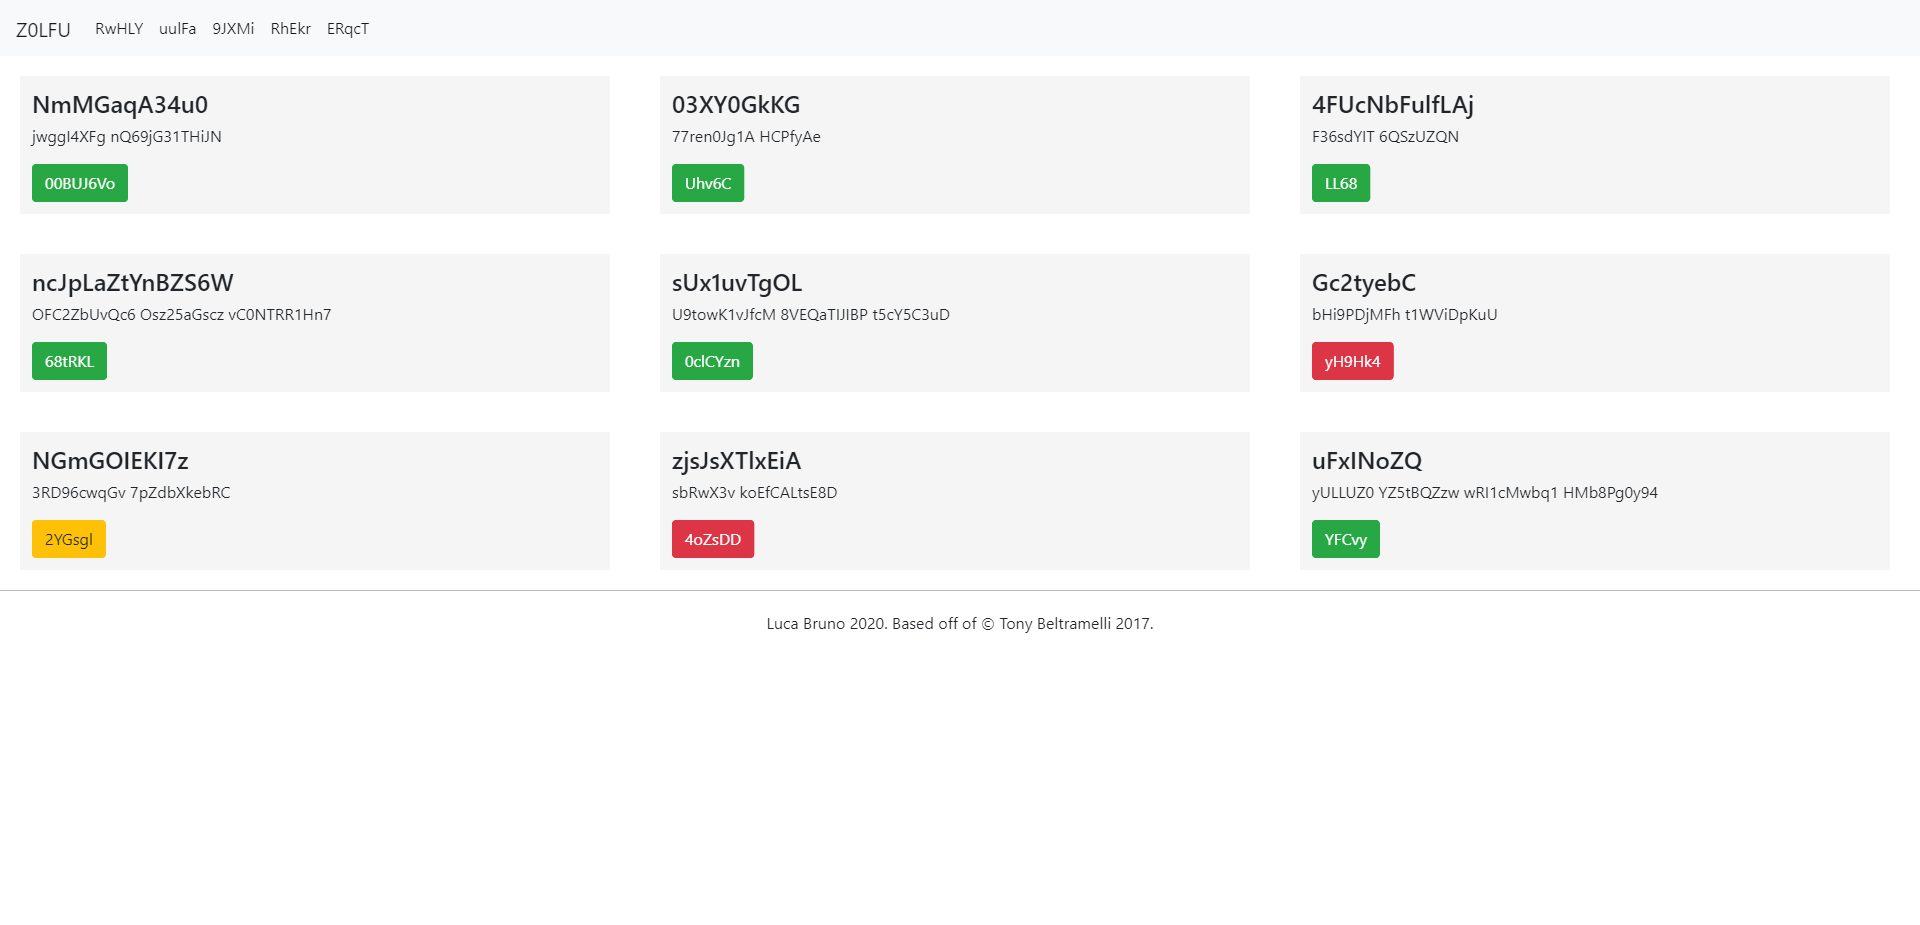 Z0LFU RwHLY uulFa 9JXMi RhEkr ERqcT
NmMGaqA34u0
jwggI4XFg nQ69jG31THiJN
00BUJ6Vo
03XY0GkKG
77ren0Jg1A HCPfyAe
Uhv6C
4FUcNbFulfLAj
F36sdYIT 6QSzUZQN
LL68
ncJpLaZtYnBZS6W
OFC2ZbUvQc6 Osz25aGscz vC0NTRR1Hn7
68tRKL
sUx1uvTgOL
U9towK1vJfcM 8VEQaTIJIBP t5cY5C3uD
0clCYzn
Gc2tyebC
bHi9PDjMFh t1WViDpKuU
yH9Hk4
NGmGOIEKI7z
3RD96cwqGv 7pZdbXkebRC
2YGsgl
zjsJsXTlxEiA
sbRwX3v koEfCALtsE8D
4oZsDD
uFxINoZQ
yULLUZ0 YZ5tBQZzw wRI1cMwbq1 HMb8Pg0y94
YFCvy
Luca Bruno 2020. Based off of © Tony Beltramelli 2017.